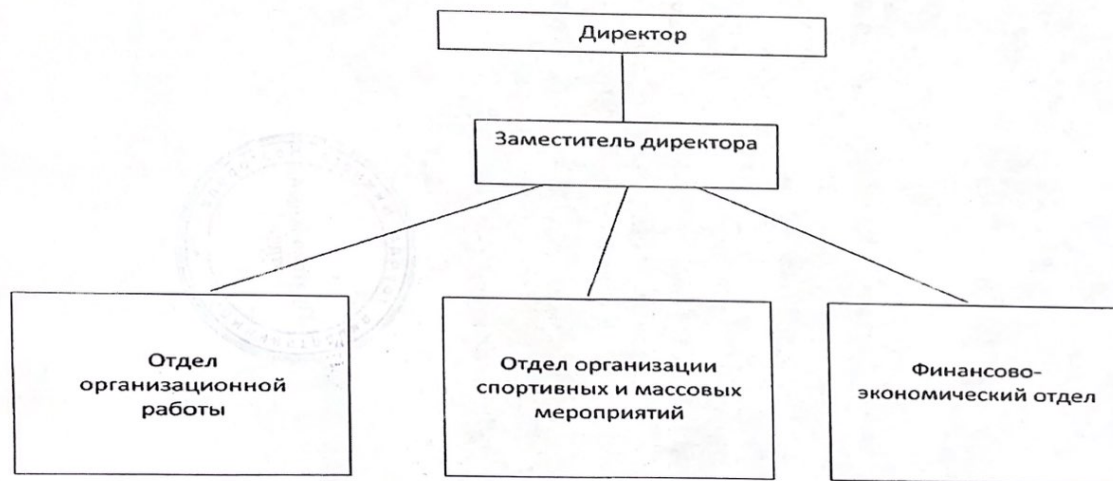 Директор
Заместитель директора
Отдел
организационной
работы
Отдел организации
спортивных и массовых
мероприятий
Финансово-
экономический отдел